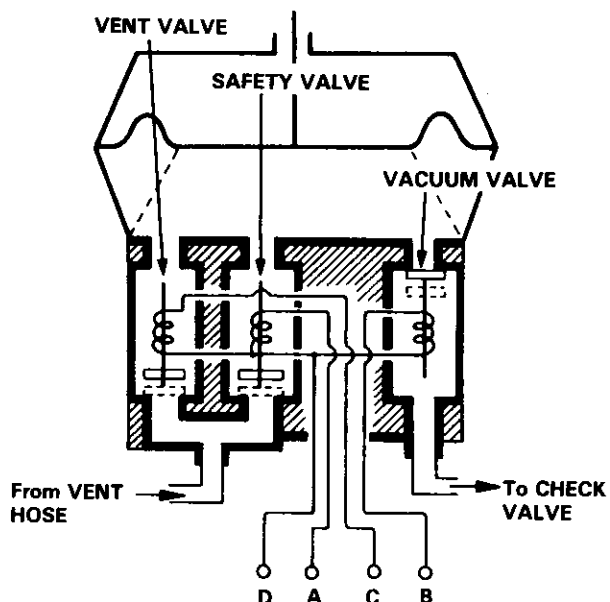 VENT VALVE
SAFETY VALVE
VACUUM VALVE
From VENT
HOSE
To CHECK
VALVE
D A C B